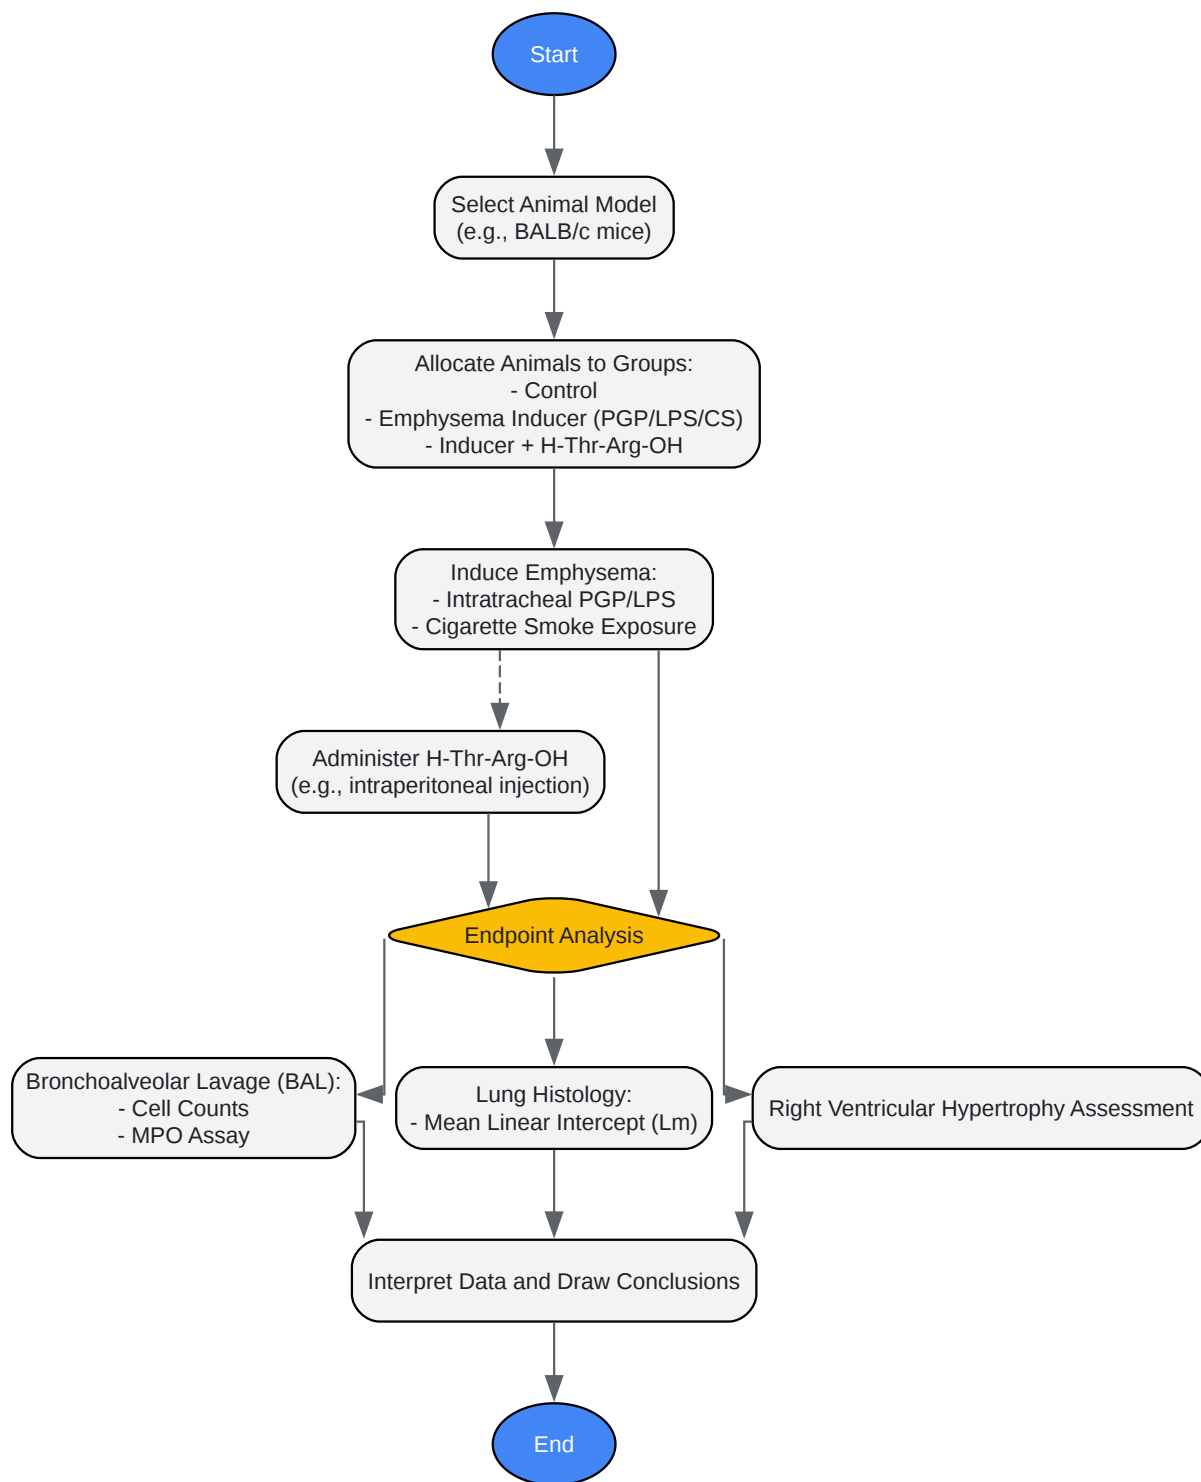 Start
Select Animal Model
(e.g., BALB/c mice)
Allocate Animals to Groups:
- Control
- Emphysema Inducer (PGP/LPS/CS)
- Inducer + H-Thr-Arg-OH
Induce Emphysema:
- Intratracheal PGP/LPS
- Cigarette Smoke Exposure
Administer H-Thr-Arg-OH
(e.g., intraperitoneal injection)
Endpoint Analysis
Bronchoalveolar Lavage (BAL):
- Cell Counts
- MPO Assay
Lung Histology:
- Mean Linear Intercept (Lm)
Right Ventricular Hypertrophy Assessment
Interpret Data and Draw Conclusions
End